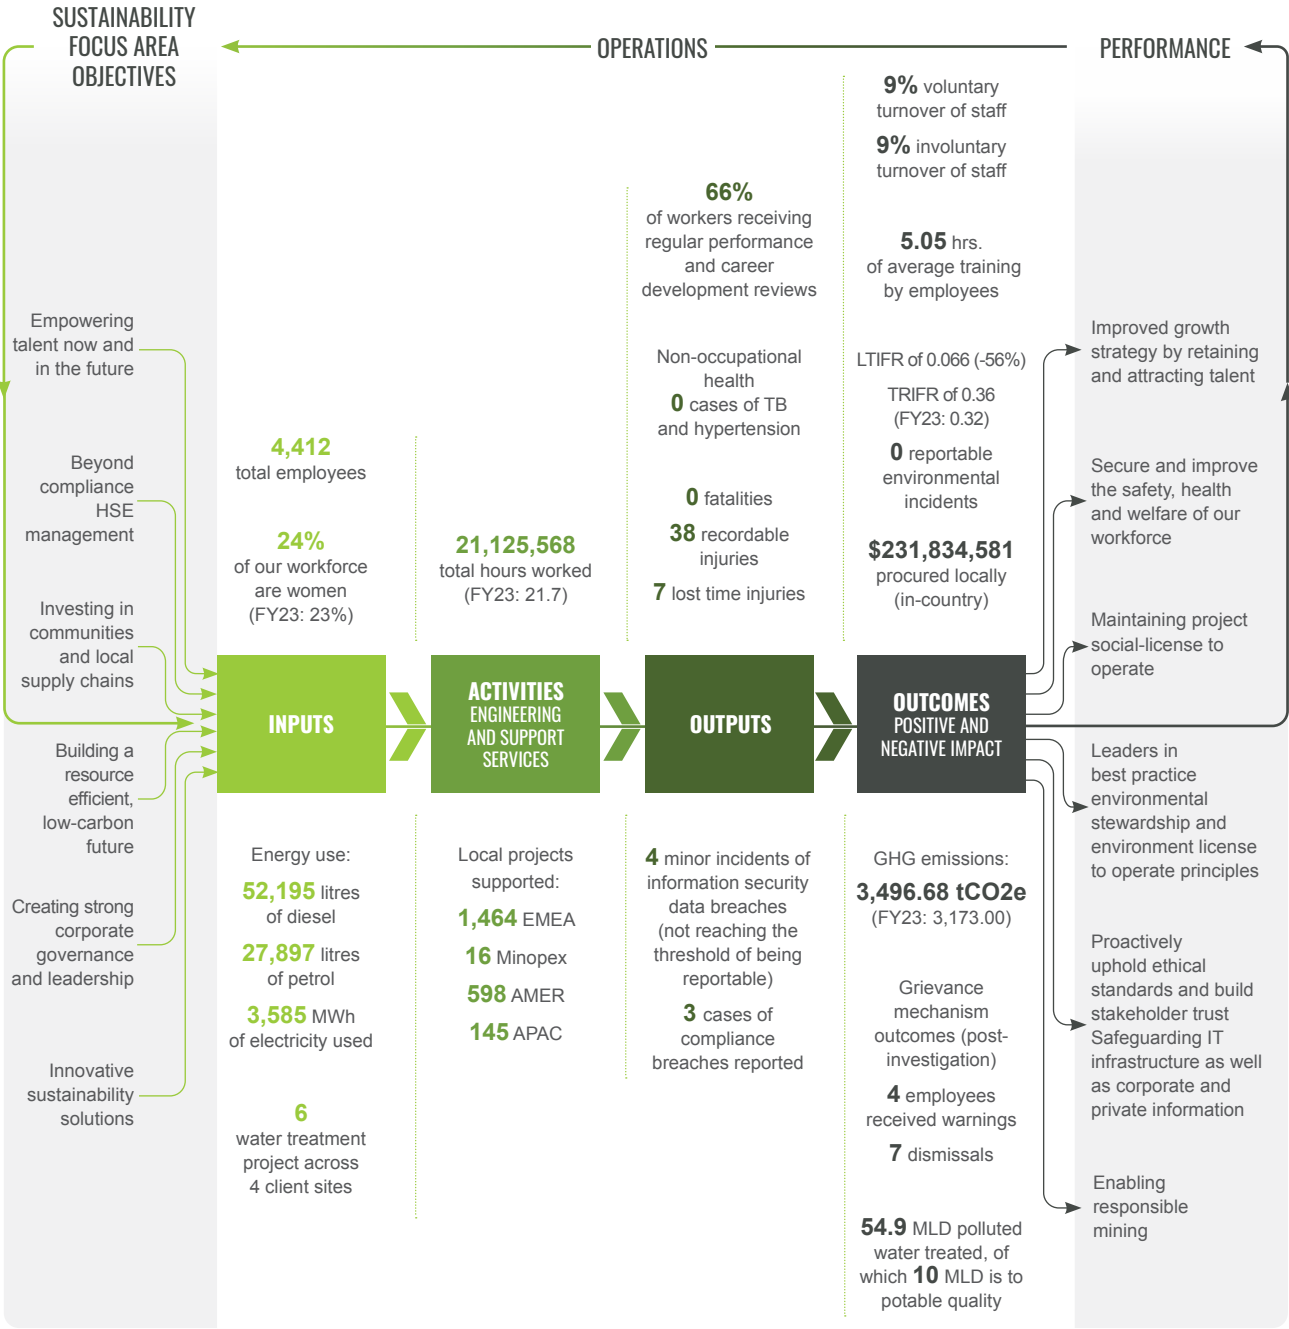 SUSTAINABILITY
FOCUS AREA
OBJECTIVES
OPERATIONS
PERFORMANCE
Empowering
talent now and
in the future
Beyond
compliance
HSE
management
Investing in
communities
and local
supply chains
Building a
resource
efficient,
low-carbon
future
Creating strong
corporate
governance
and leadership
Innovative
sustainability
solutions
4,412
total employees
24%
of our workforce
are women
(FY23: 23%)
INPUTS
Energy use:
52,195 litres
of diesel
27,897 litres
of petrol
3,585 MWh
of electricity used
6
water treatment
project across
4 client sites
21,125,568
total hours worked
(FY23: 21.7)
ACTIVITIES
ENGINEERING
AND SUPPORT
SERVICES
Local projects
supported:
1,464 EMEA
16 Minopex
598 AMER
145 APAC
66%
of workers receiving
regular performance
and career
development reviews
Non-occupational
health
0 cases of TB
and hypertension
0 fatalities
38 recordable
injuries
7 lost time injuries
OUTPUTS
4 minor incidents of
information security
data breaches
(not reaching the
threshold of being
reportable)
3 cases of
compliance
breaches reported
9% voluntary
turnover of staff
9% involuntary
turnover of staff
5.05 hrs.
of average training
by employees
LTIFR of 0.066 (-56%)
TRIFR of 0.36
(FY23: 0.32)
0 reportable
environmental
incidents
$231,834,581
procured locally
(in-country)
OUTCOMES
POSITIVE AND
NEGATIVE IMPACT
GHG emissions:
3,496.68 tCO2e
(FY23: 3,173.00)
Grievance
mechanism
outcomes (post-
investigation)
4 employees
received warnings
7 dismissals
54.9 MLD polluted
water treated, of
which 10 MLD is to
potable quality
Improved growth
strategy by retaining
and attracting talent
Secure and improve
the safety, health
and welfare of our
workforce
Maintaining project
social-license to
operate
Leaders in
best practice
environmental
stewardship and
environment license
to operate principles
Proactively
uphold ethical
standards and build
stakeholder trust
Safeguarding IT
infrastructure as well
as corporate and
private information
Enabling
responsible
mining